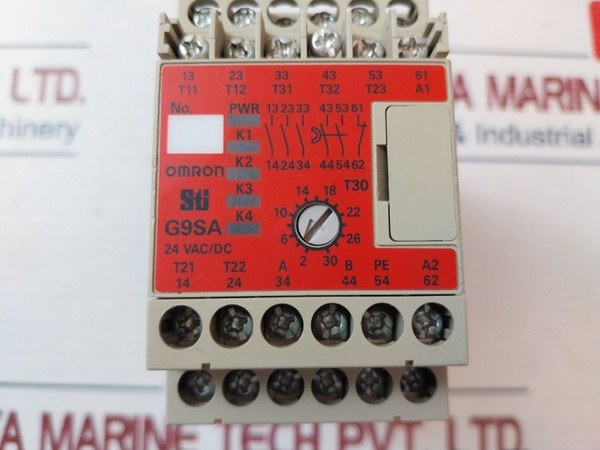 13 23 33 43 53 61
T11 T12 T31 T32 T23 A1
YA MARINE
LTD.
hinery & Industrial
No. PWR 13 23 33 43 53 61
K1
K2 14 24 34 44 54 62
OMRON
Sti K3 14 18 T30
G9SA K4 10 22
24 VAC/DC 6 26
2 30
T21 T22 A B PE A2
14 24 34 44 54 62
YA MARINE TECH PVT. LTD.